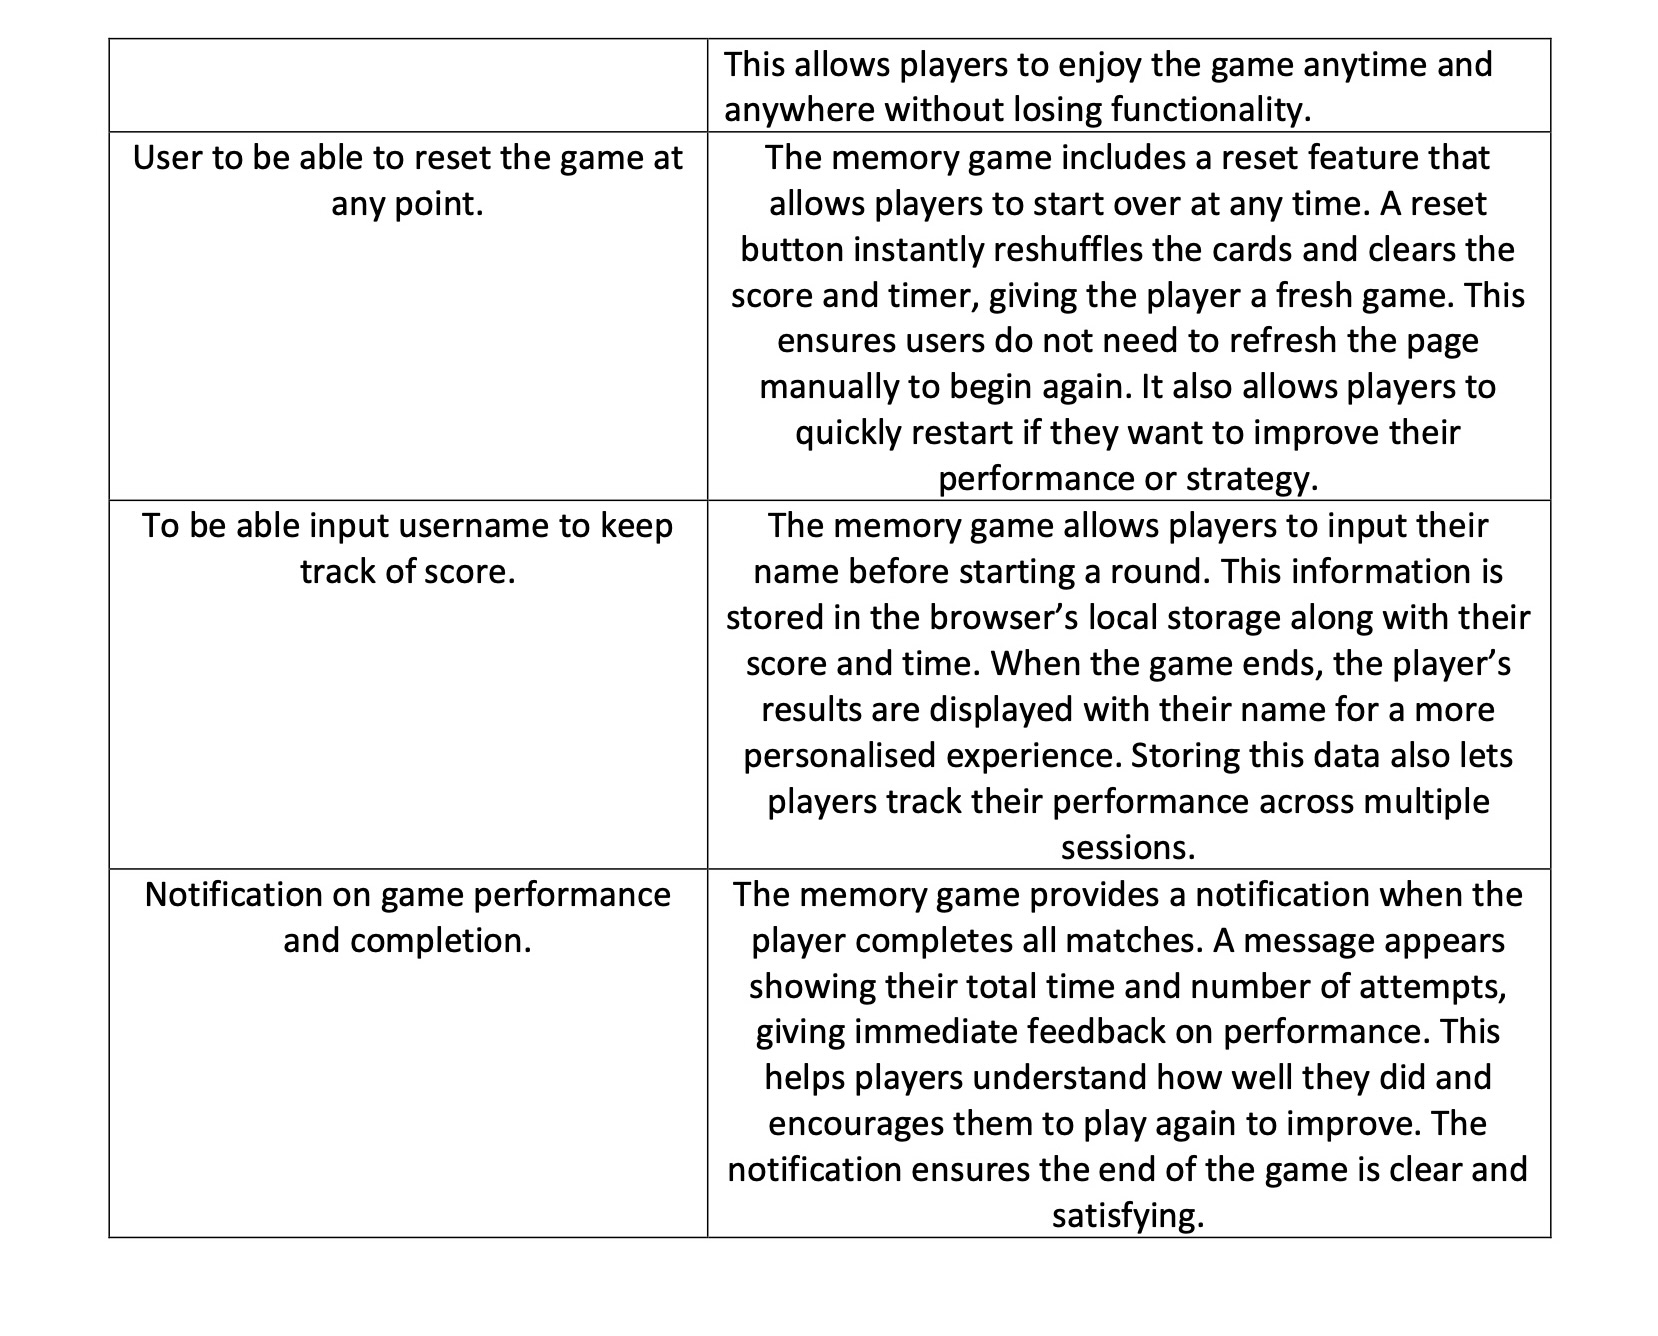 This allows players to enjoy the game anytime and
anywhere without losing functionality.
User to be able to reset the game at
any point.
The memory game includes a reset feature that
allows players to start over at any time. A reset
button instantly reshuffles the cards and clears the
score and timer, giving the player a fresh game. This
ensures users do not need to refresh the page
manually to begin again. It also allows players to
quickly restart if they want to improve their
performance or strategy.
To be able input username to keep
track of score.
The memory game allows players to input their
name before starting a round. This information is
stored in the browser’s local storage along with their
score and time. When the game ends, the player’s
results are displayed with their name for a more
personalised experience. Storing this data also lets
players track their performance across multiple
sessions.
Notification on game performance
and completion.
The memory game provides a notification when the
player completes all matches. A message appears
showing their total time and number of attempts,
giving immediate feedback on performance. This
helps players understand how well they did and
encourages them to play again to improve. The
notification ensures the end of the game is clear and
satisfying.